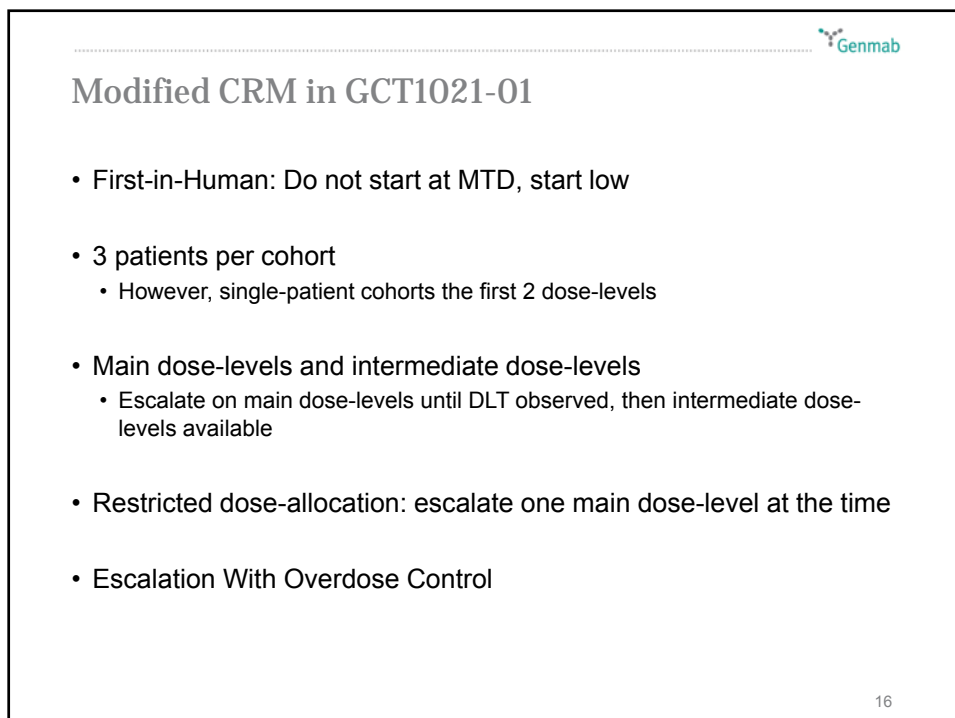 Genmab
Modified CRM in GCT1021-01
• First-in-Human: Do not start at MTD, start low
• 3 patients per cohort
• However, single-patient cohorts the first 2 dose-levels
• Main dose-levels and intermediate dose-levels
• Escalate on main dose-levels until DLT observed, then intermediate dose-
levels available
• Restricted dose-allocation: escalate one main dose-level at the time
• Escalation With Overdose Control
16